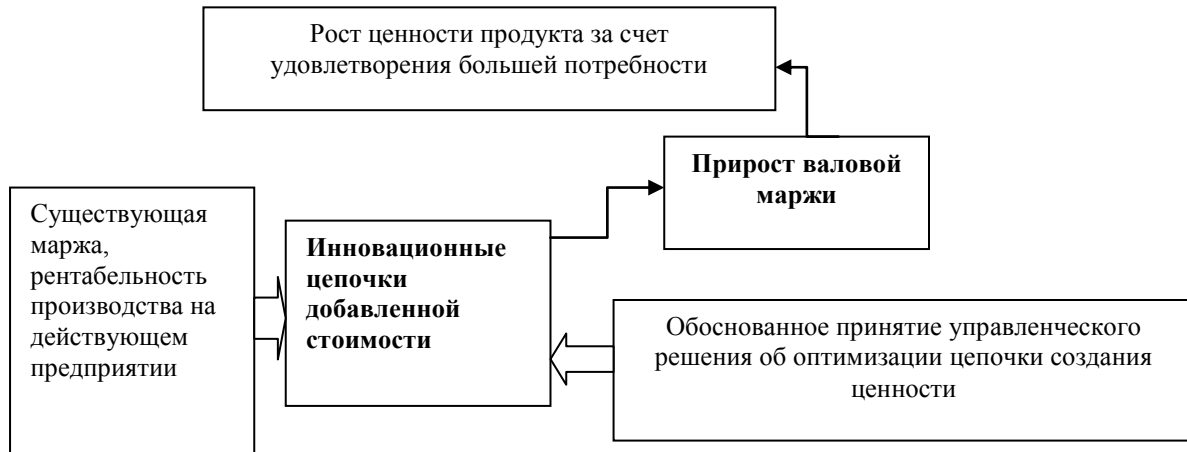 Рост ценности продукта за счет
удовлетворения большей потребности
Прирост валовой
маржи
Существующая
маржа,
рентабельность
производства на
действующем
предприятии
Инновационные
цепочки
добавленной
стоимости
Обоснованное принятие управленческого
решения об оптимизации цепочки создания
ценности